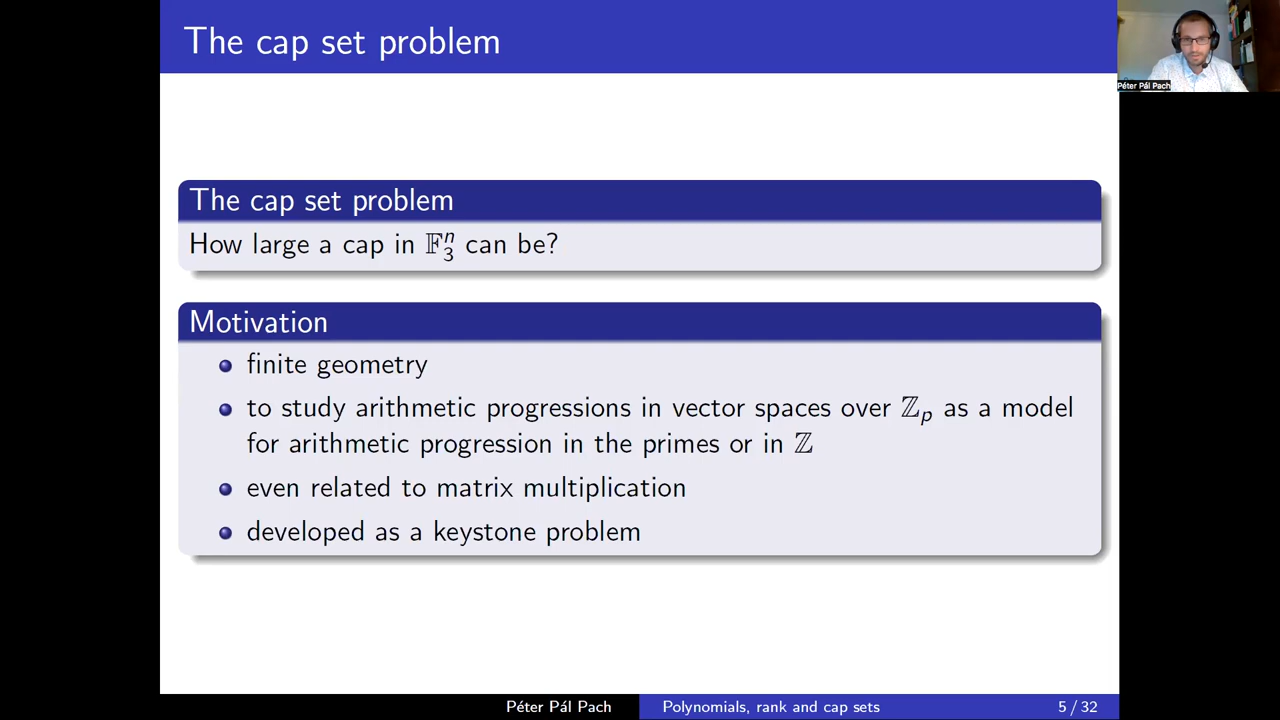 The cap set problem
Péter Pál Pach
The cap set problem
How large a cap in 𝔽₃ⁿ can be?
Motivation
finite geometry
to study arithmetic progressions in vector spaces over ℤₚ as a model
for arithmetic progression in the primes or in ℤ
even related to matrix multiplication
developed as a keystone problem
Péter Pál Pach
Polynomials, rank and cap sets
5 / 32